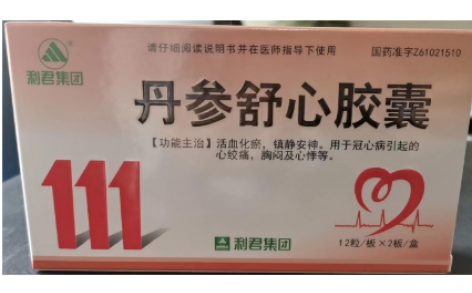 请仔细阅读说明书并在医师指导下使用
国药准字Z61021510
利君集团
丹参舒心胶囊
【功能主治】活血化瘀，镇静安神。用于冠心病引起的
心绞痛，胸闷及心悸等。
111
利君集团
12粒/板×2板/盒